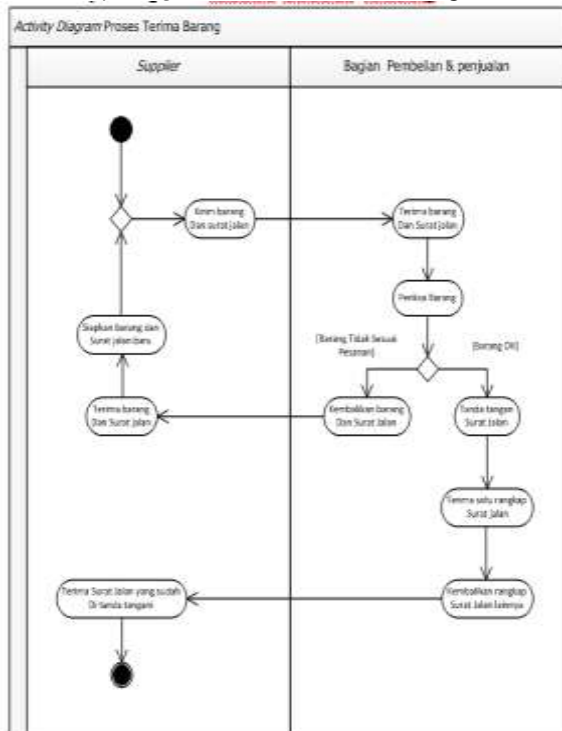 Activity Diagram Proses Terima Barang
Supplier
Bagian Pembelian & penjualan
Kirim barang
Dan surat jalan
Terima barang
Dan Surat jalan
Periksa Barang
[Barang Tidak Sesuai
Pesanan]
[Barang OK]
Siapkan Barang dan
Surat jalan baru
Terima barang
Dan Surat Jalan
Kembalikan barang
Dan Surat Jalan
Tanda tangan
Surat Jalan
Terima satu rangkap
Surat Jalan
Terima Surat Jalan yang sudah
Di tanda tangani
Kembalikan rangkap
Surat Jalan